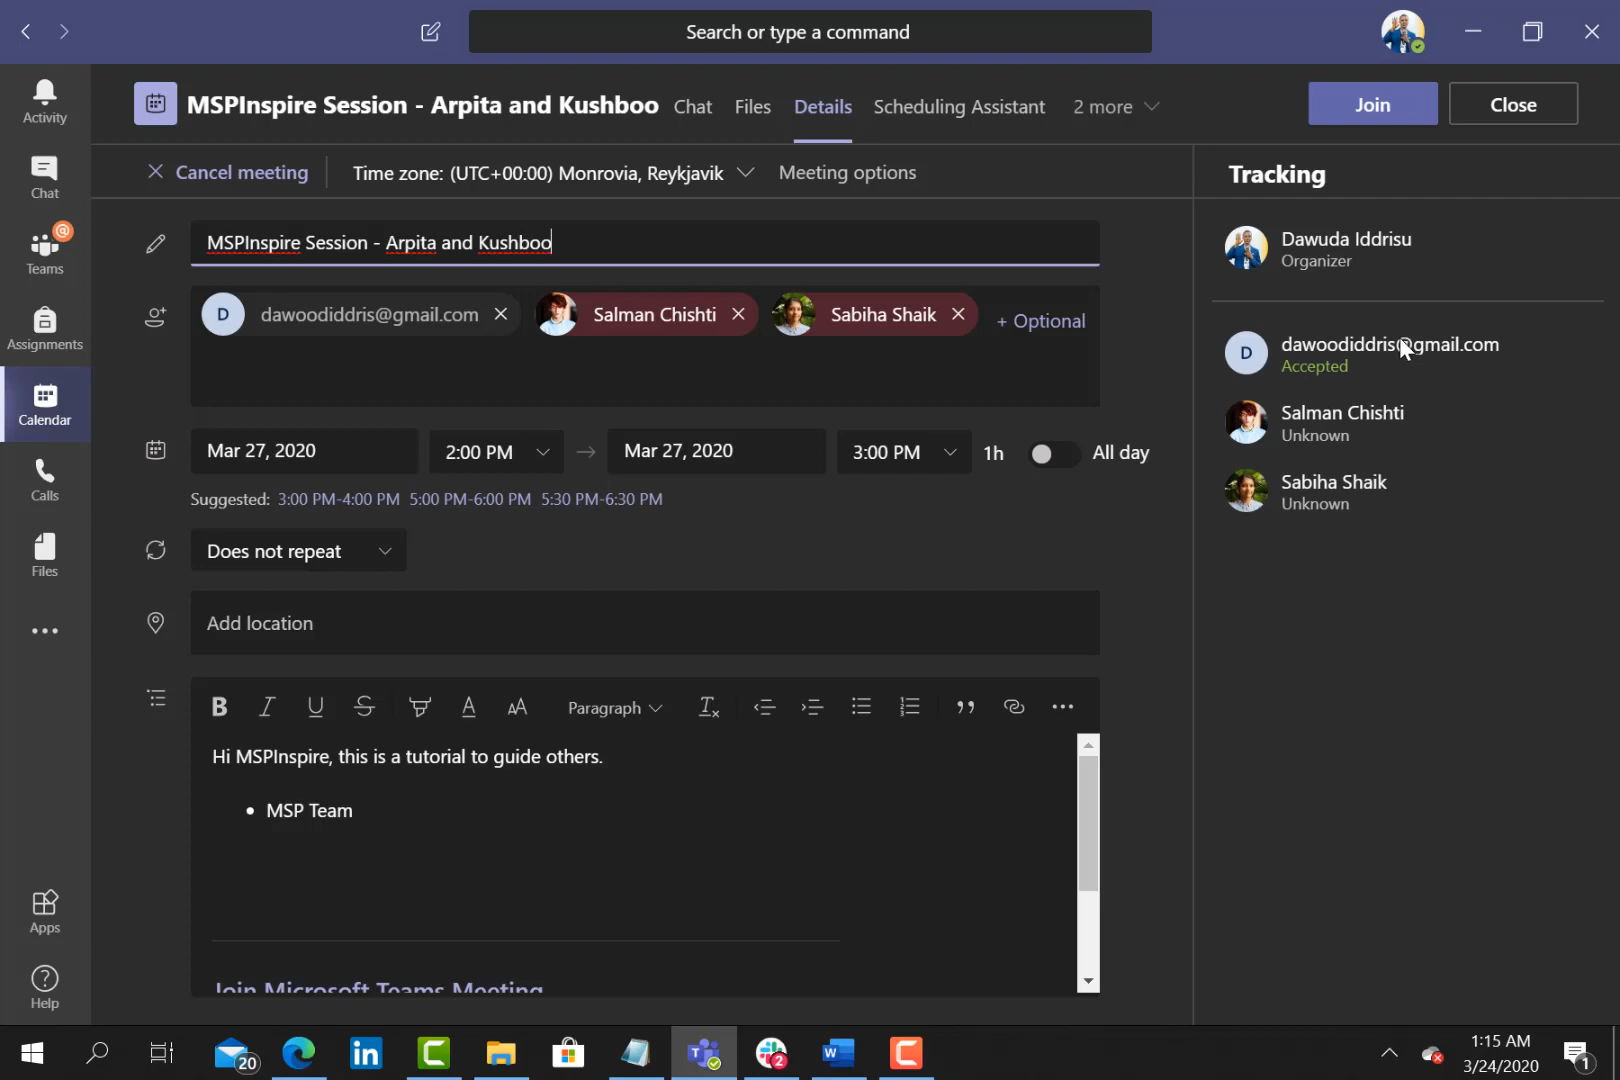 Search or type a command
Activity
Chat
Teams
Assignments
Calendar
Calls
Files
Apps
Help
MSPInspire Session - Arpita and Kushboo
Chat
Files
Details
Scheduling Assistant
2 more
Join
Close
Cancel meeting
Time zone: (UTC+00:00) Monrovia, Reykjavik
Meeting options
MSPInspire Session - Arpita and Kushboo
D dawoodiddris@gmail.com
Salman Chishti
Sabiha Shaik
+ Optional
Mar 27, 2020
2:00 PM
Mar 27, 2020
3:00 PM
1h
All day
Suggested: 3:00 PM-4:00 PM 5:00 PM-6:00 PM 5:30 PM-6:30 PM
Does not repeat
Add location
B I U S A AA Paragraph
Hi MSPInspire, this is a tutorial to guide others.
• MSP Team
Join Microsoft Teams Meeting
Tracking
Dawuda Iddrisu
Organizer
D dawoodiddris@gmail.com
Accepted
Salman Chishti
Unknown
Sabiha Shaik
Unknown
20
2
1:15 AM
3/24/2020
1